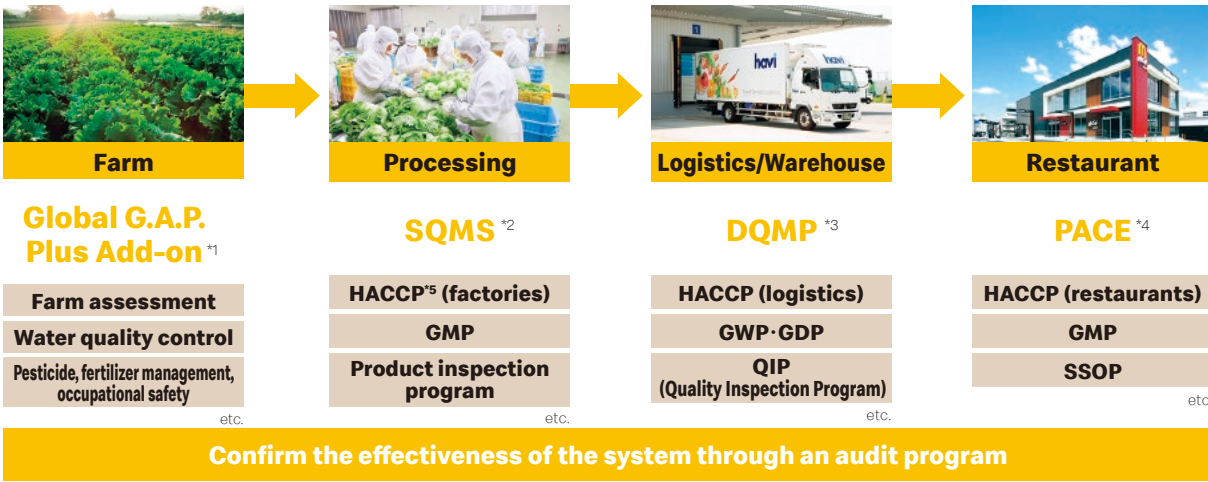 1
havi
havi
Farm
Processing
Logistics/Warehouse
Restaurant
Global G.A.P.
Plus Add-on *1
SQMS *2
DQMP *3
PACE *4
Farm assessment
Water quality control
Pesticide, fertilizer management,
occupational safety
etc.
HACCP*5 (factories)
GMP
Product inspection
program
etc.
HACCP (logistics)
GWP·GDP
QIP
(Quality Inspection Program)
etc.
HACCP (restaurants)
GMP
SSOP
etc
Confirm the effectiveness of the system through an audit program